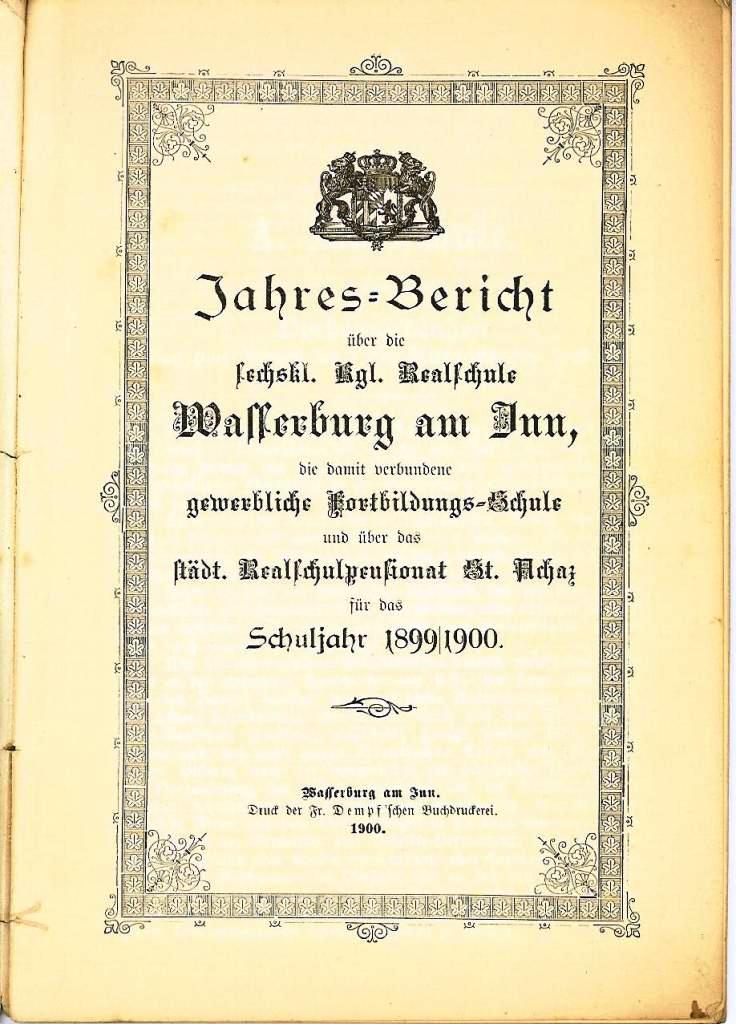 Jahres=Bericht
über die
sechskl. Kgl. Realschule
Wasserburg am Inn,
die damit verbundene
gewerbliche Fortbildungs=Schule
und über das
städt. Realschulpensionat St. Achaz
für das
Schuljahr 1899|1900.
Wasserburg am Inn.
Druck der Fr. Dempf'schen Buchdruckerei.
1900.